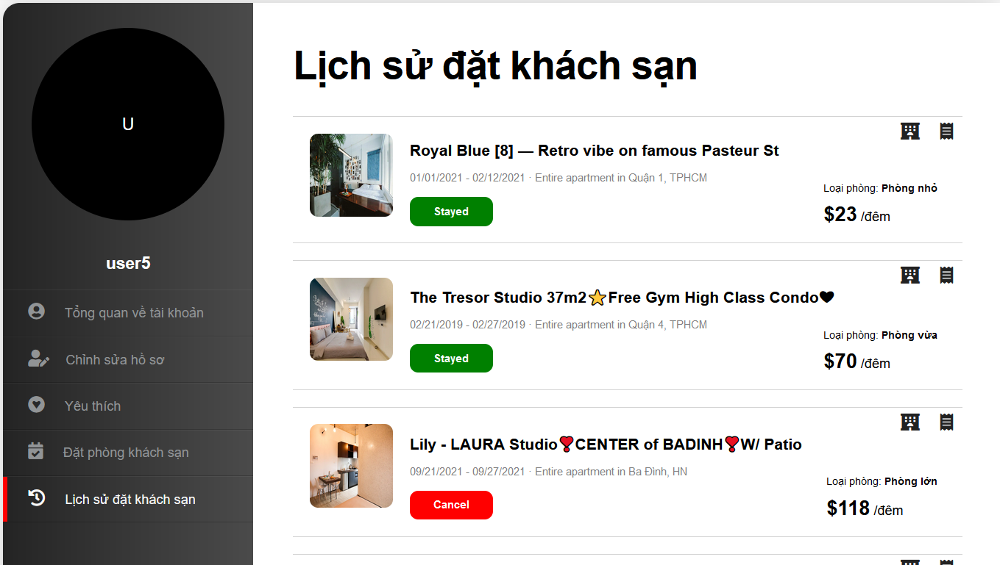 U
user5
Tổng quan về tài khoản
Chỉnh sửa hồ sơ
Yêu thích
Đặt phòng khách sạn
Lịch sử đặt khách sạn
Lịch sử đặt khách sạn
Royal Blue [8] — Retro vibe on famous Pasteur St
01/01/2021 - 02/12/2021 · Entire apartment in Quận 1, TPHCM
Loại phòng: Phòng nhỏ
Stayed
$23 /đêm
The Tresor Studio 37m2⭐Free Gym High Class Condo🖤
02/21/2019 - 02/27/2019 · Entire apartment in Quận 4, TPHCM
Loại phòng: Phòng vừa
Stayed
$70 /đêm
Lily - LAURA Studio❣CENTER of BADINH❣W/ Patio
09/21/2021 - 09/27/2021 · Entire apartment in Ba Đình, HN
Loại phòng: Phòng lớn
Cancel
$118 /đêm